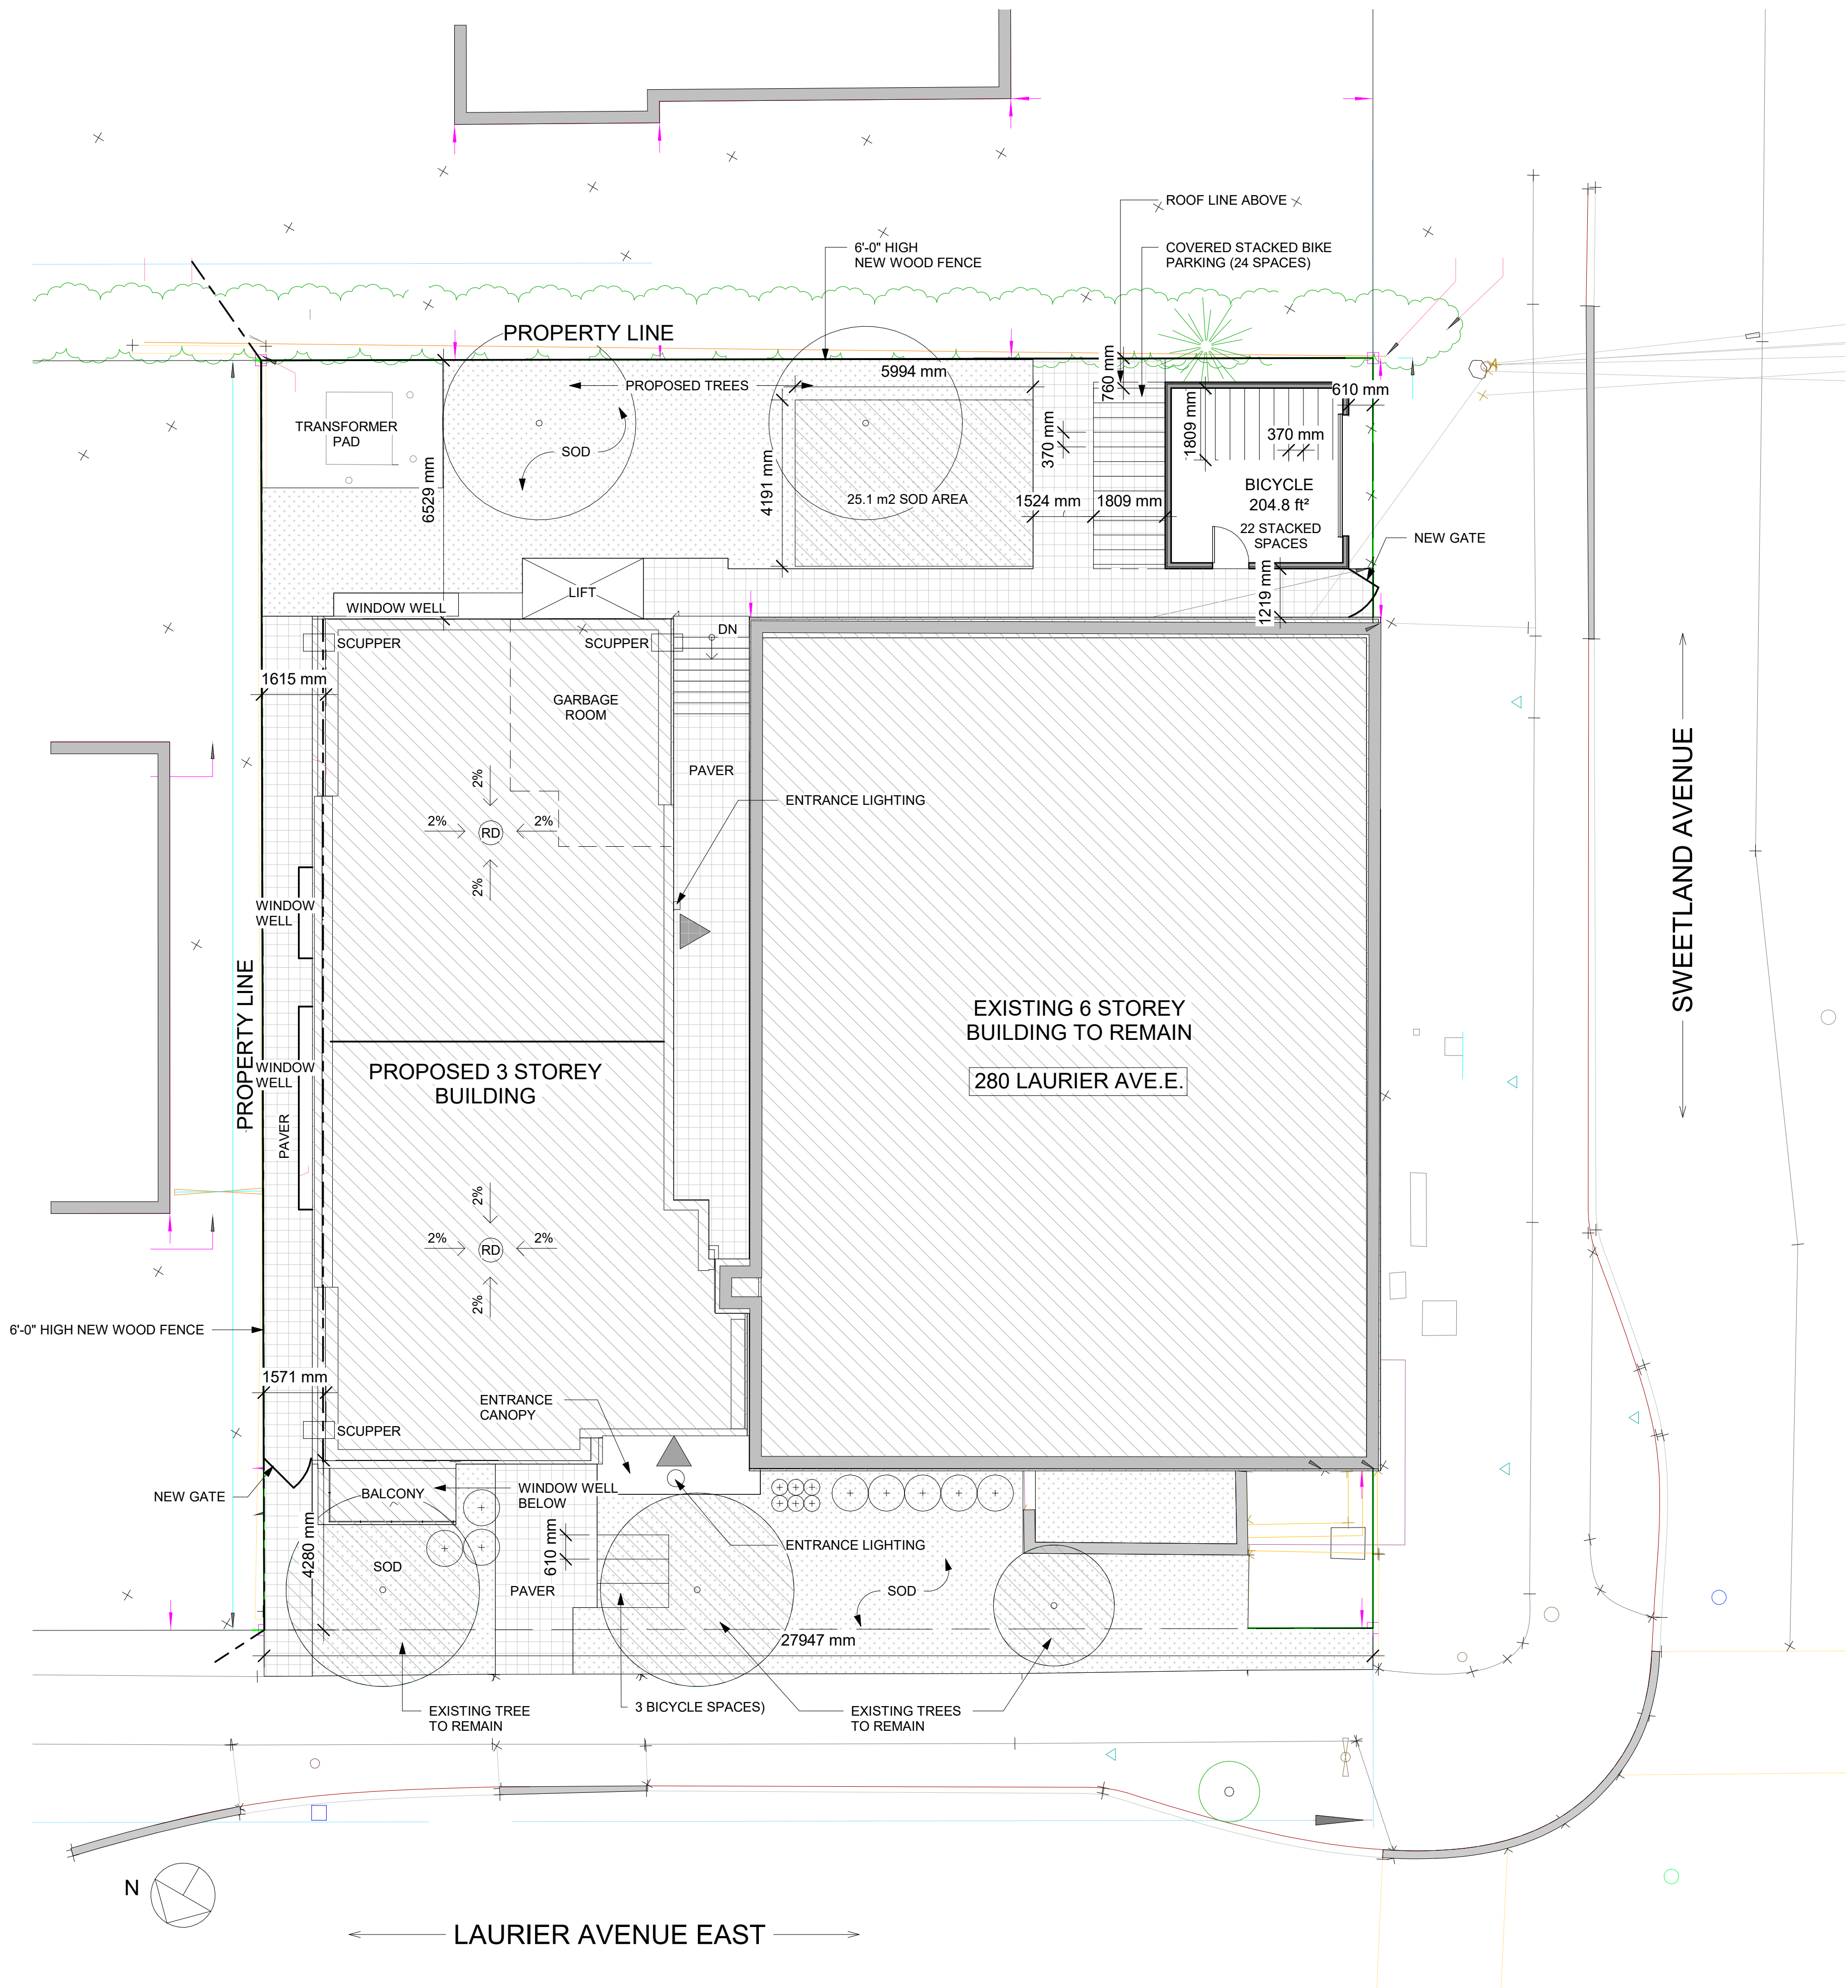 ROOF LINE ABOVE
6'-0" HIGH
NEW WOOD FENCE
COVERED STACKED BIKE
PARKING (24 SPACES)
PROPERTY LINE
PROPOSED TREES
5994 mm
760 mm
610 mm
TRANSFORMER
PAD
SOD
6529 mm
4191 mm
25.1 m2 SOD AREA
370 mm
1809 mm
370 mm
1524 mm
1809 mm
BICYCLE
204.8 ft²
22 STACKED
SPACES
NEW GATE
1219 mm
LIFT
WINDOW WELL
SCUPPER
SCUPPER
DN
1615 mm
GARBAGE
ROOM
PAVER
ENTRANCE LIGHTING
2%
2%
RD
2%
2%
WINDOW
WELL
PROPERTY LINE
WINDOW
WELL
PAVER
PROPOSED 3 STOREY
BUILDING
EXISTING 6 STOREY
BUILDING TO REMAIN
280 LAURIER AVE.E.
SWEETLAND AVENUE
2%
2%
RD
2%
2%
6'-0" HIGH NEW WOOD FENCE
1571 mm
ENTRANCE
CANOPY
SCUPPER
NEW GATE
BALCONY
WINDOW WELL
BELOW
4280 mm
610 mm
ENTRANCE LIGHTING
SOD
PAVER
SOD
27947 mm
EXISTING TREE
TO REMAIN
3 BICYCLE SPACES)
EXISTING TREES
TO REMAIN
N
LAURIER AVENUE EAST